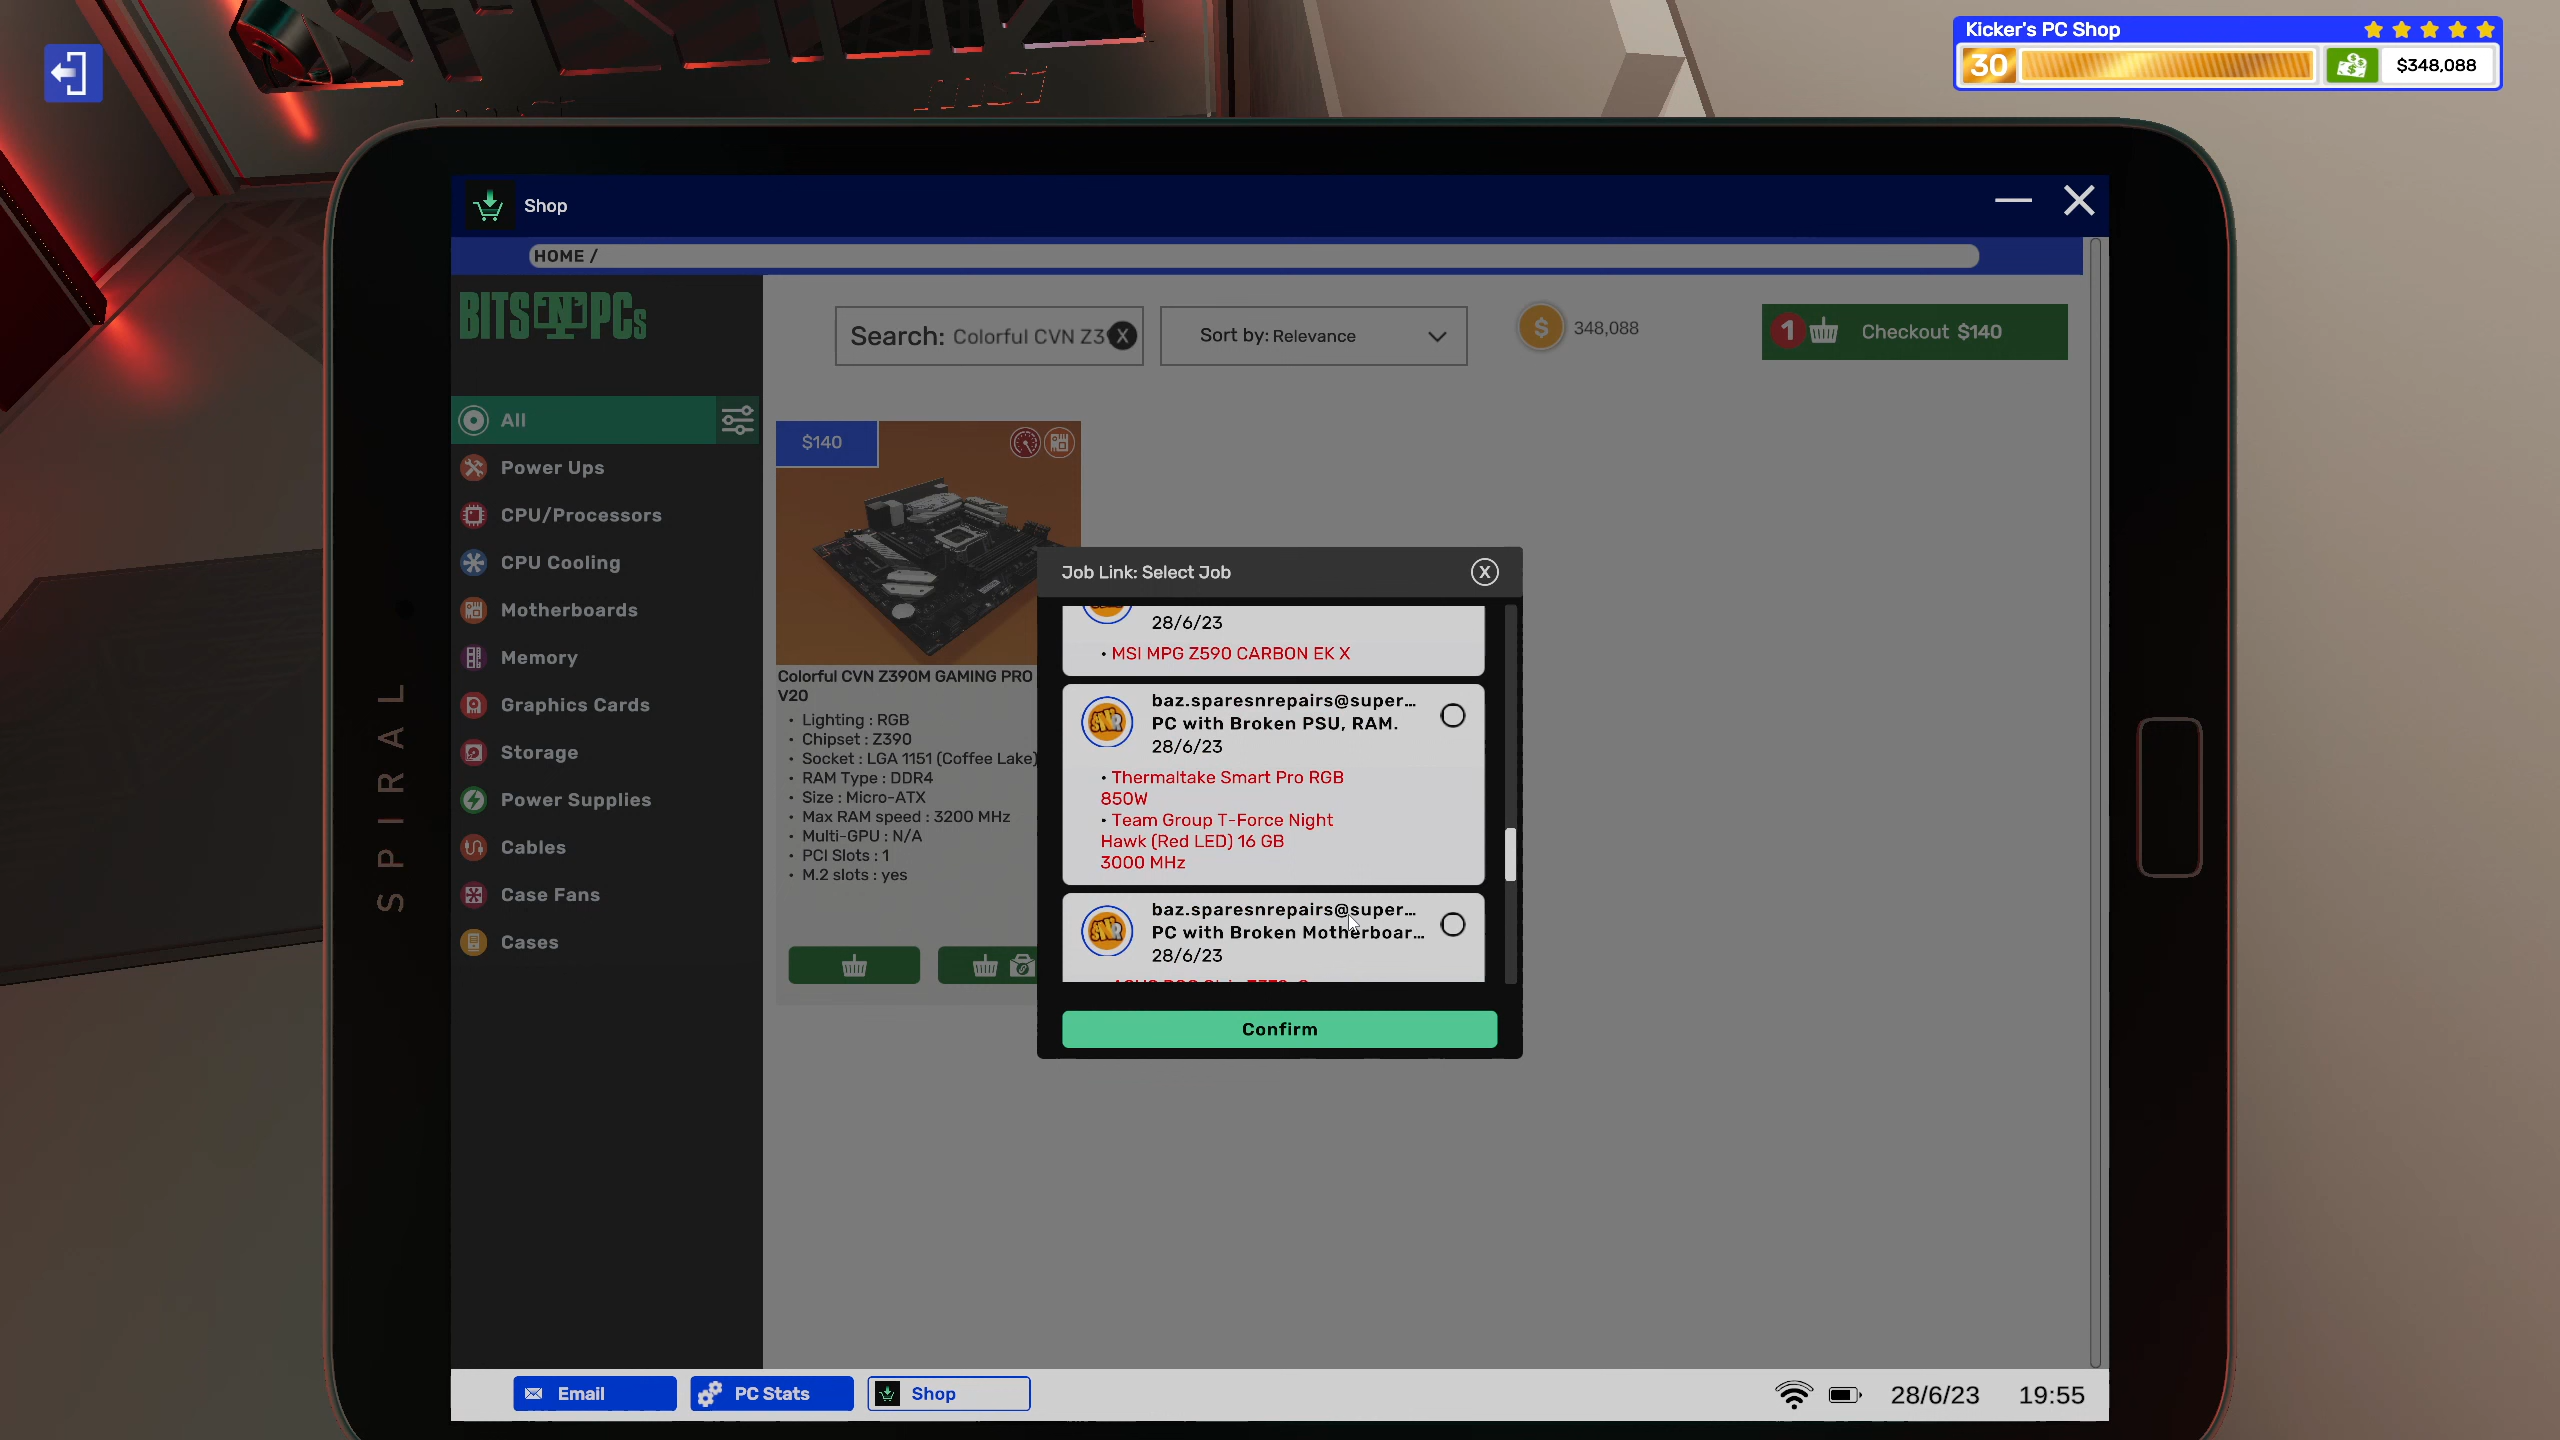 Kicker's PC Shop
30
$348,088
Shop
HOME /
BITS N PCs
Search: Colorful CVN Z3
X
Sort by: Relevance
$
348,088
1
Checkout $140
All
Power Ups
CPU/Processors
CPU Cooling
Motherboards
Memory
Graphics Cards
Storage
Power Supplies
Cables
Case Fans
Cases
$140
Colorful CVN Z390M GAMING PRO
V20
• Lighting : RGB
• Chipset : Z390
• Socket : LGA 1151 (Coffee Lake)
• RAM Type : DDR4
• Size : Micro-ATX
• Max RAM speed : 3200 MHz
• Multi-GPU : N/A
• PCI Slots : 1
• M.2 slots : yes
Job Link: Select Job
X
28/6/23
• MSI MPG Z590 CARBON EK X
SNR
baz.sparesnrepairs@super...
PC with Broken PSU, RAM.
28/6/23
• Thermaltake Smart Pro RGB
850W
• Team Group T-Force Night
Hawk (Red LED) 16 GB
3000 MHz
SNR
baz.sparesnrepairs@super...
PC with Broken Motherboar...
28/6/23
Confirm
SPIRAL
Email
PC Stats
Shop
28/6/23
19:55